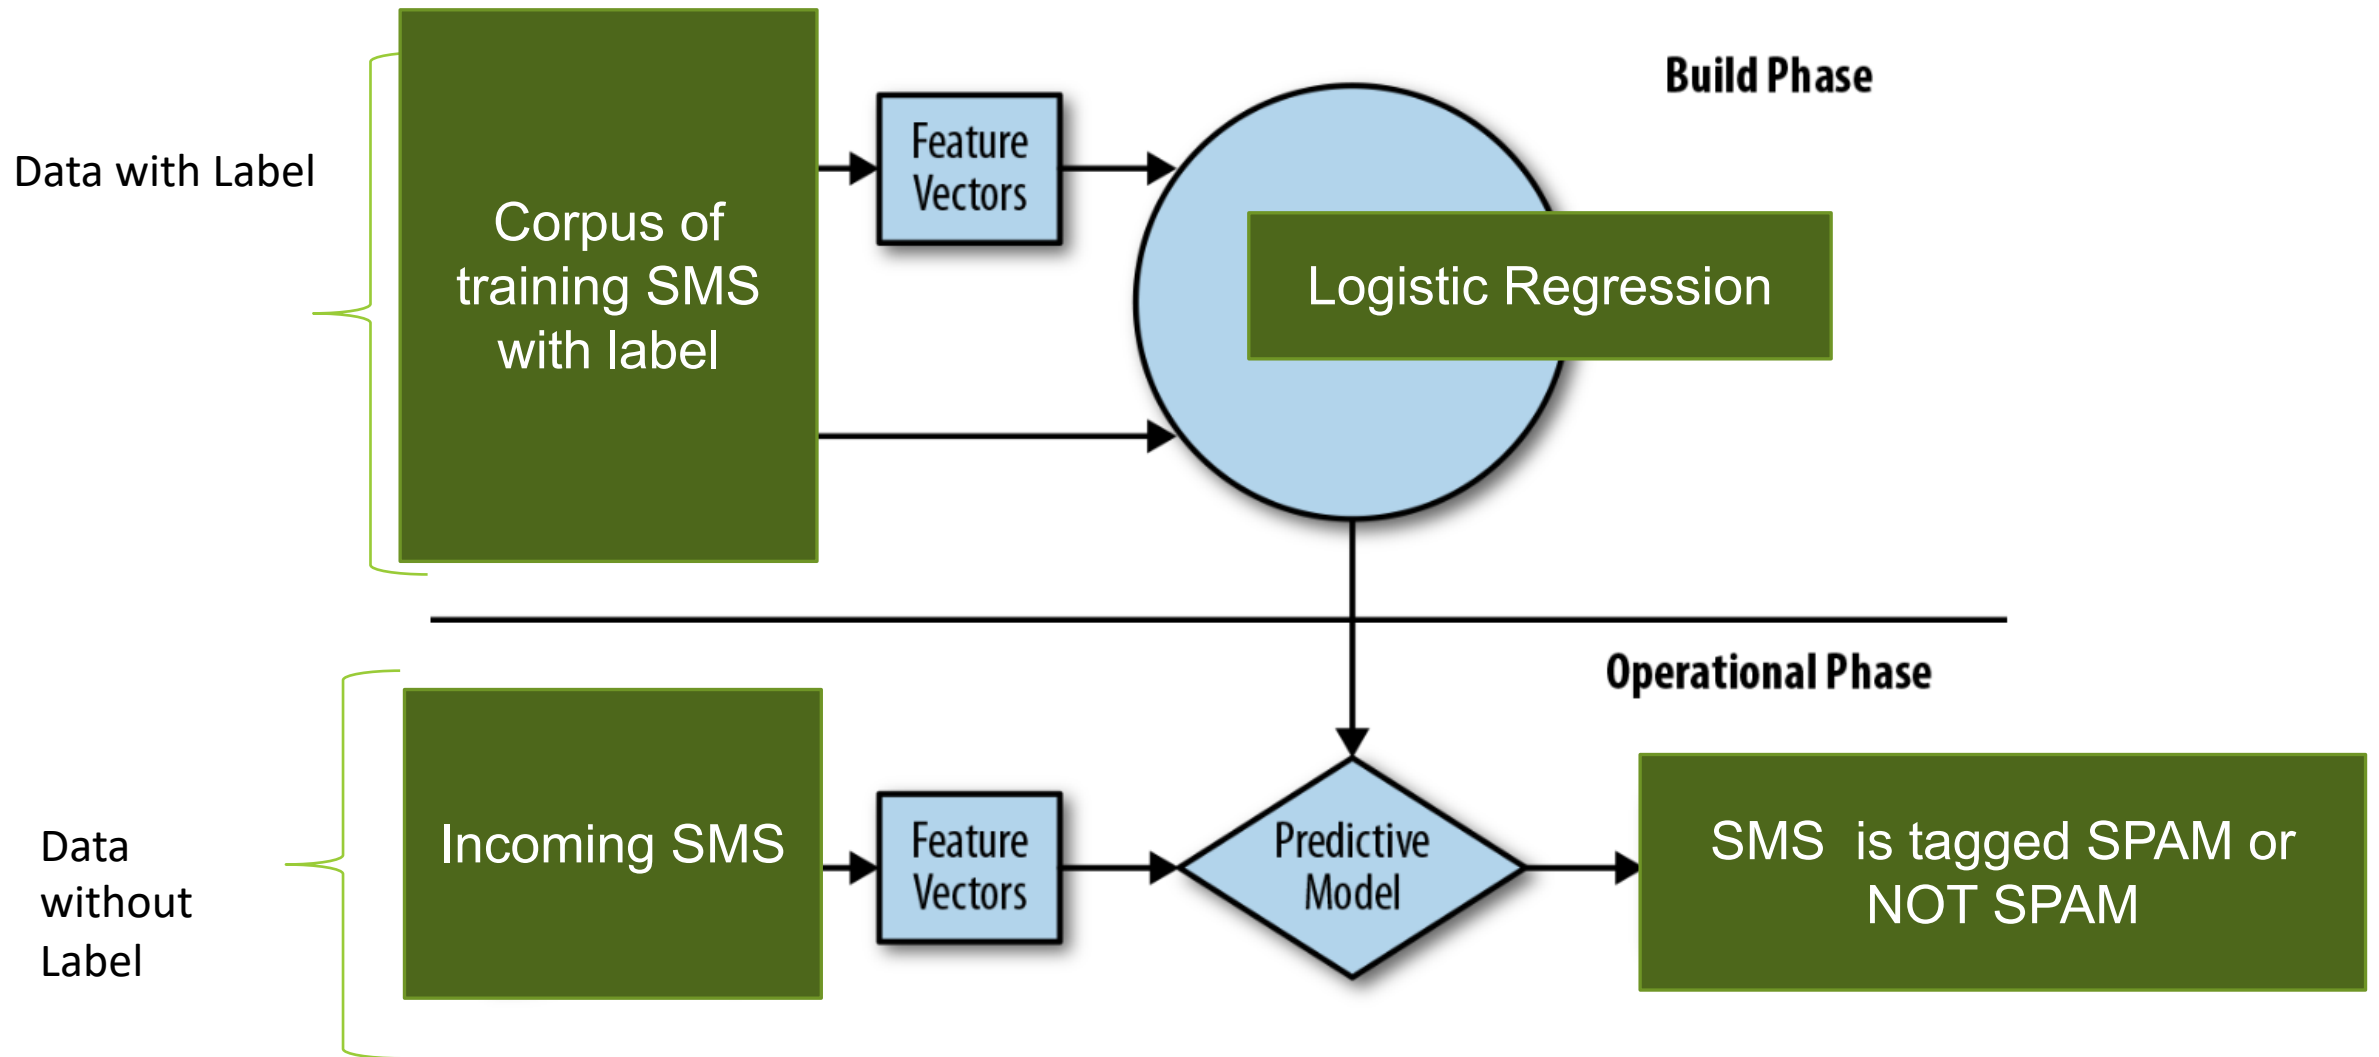 Build Phase
Data with Label
Corpus of
training SMS
with label
Feature
Vectors
Logistic Regression
Operational Phase
Data
without
Label
Incoming SMS
Feature
Vectors
Predictive
Model
SMS  is tagged SPAM or
NOT SPAM